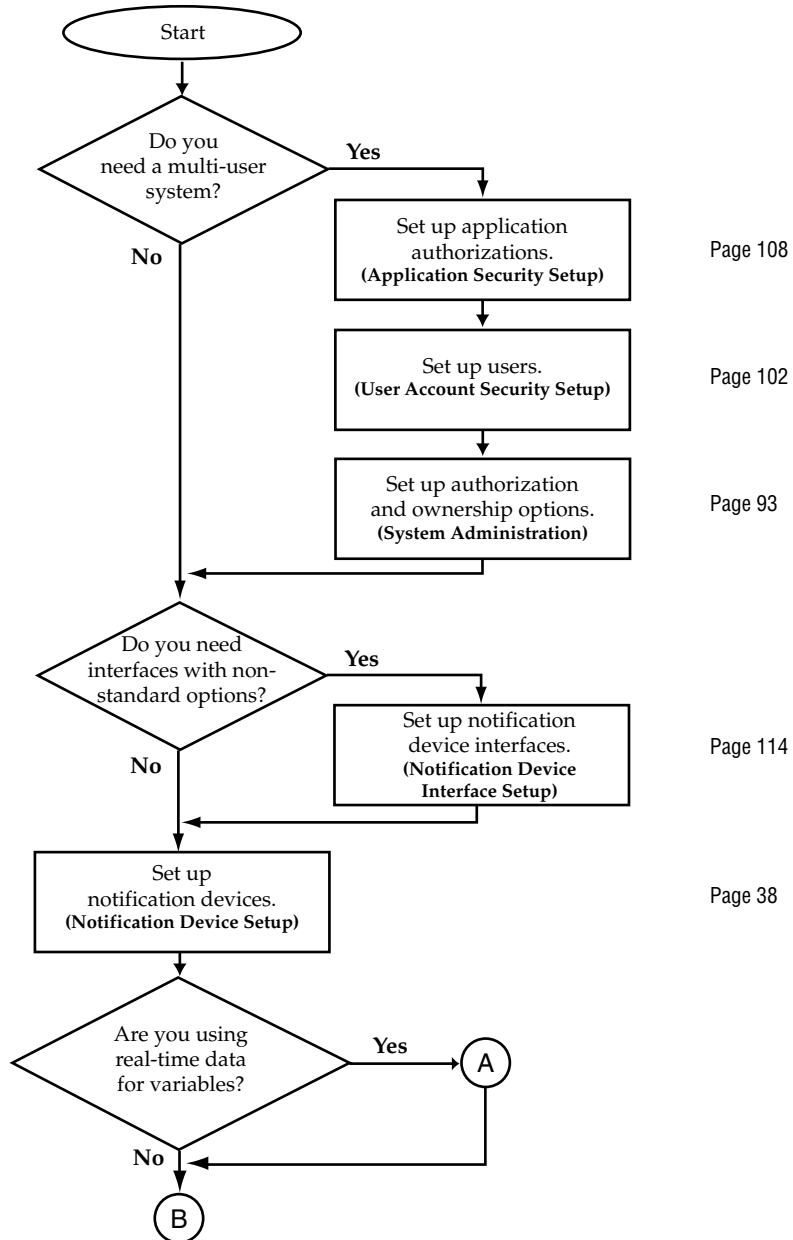 Start
Do you
need a multi-user
system?
Yes
No
Set up application
authorizations.
(Application Security Setup)
Page 108
Set up users.
(User Account Security Setup)
Page 102
Set up authorization
and ownership options.
(System Administration)
Page 93
Do you need
interfaces with non-
standard options?
Yes
No
Set up notification
device interfaces.
(Notification Device
Interface Setup)
Page 114
Set up
notification devices.
(Notification Device Setup)
Page 38
Are you using
real-time data
for variables?
Yes
A
No
B